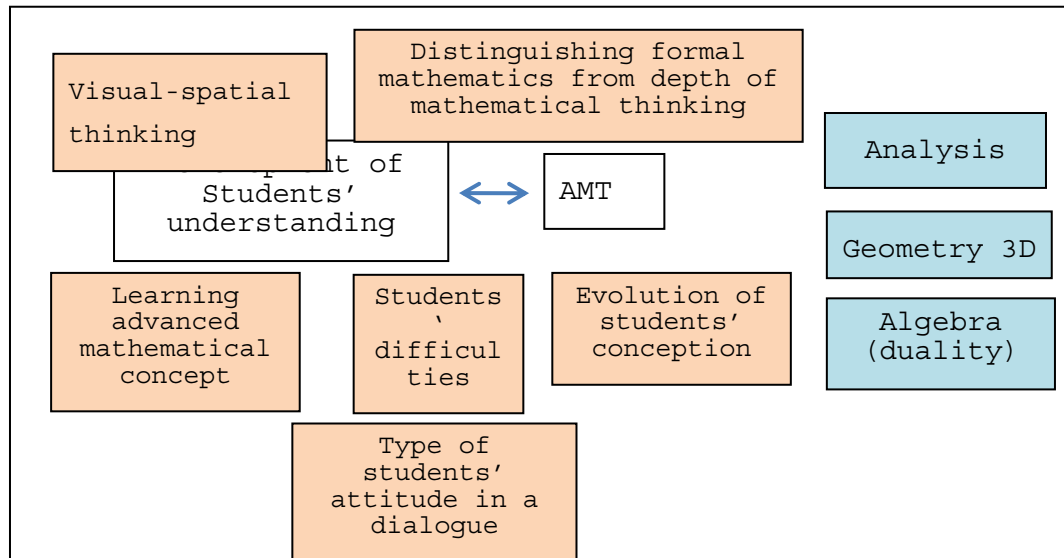 Visual-spatial
thinking
Distinguishing formal
mathematics from depth of
mathematical thinking
of
Students’
understanding
AMT
Analysis
Geometry 3D
Algebra
(duality)
Learning
advanced
mathematical
concept
Students
‘
difficul
ties
Evolution of
students’
conception
Type of
students’
attitude in a
dialogue